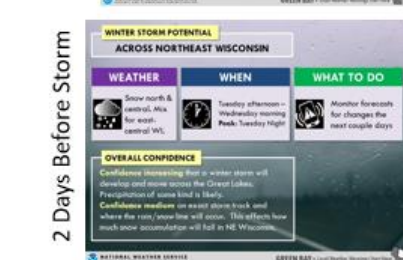 2 Days Before Storm
WINTER STORM POTENTIAL
ACROSS NORTHEAST WISCONSIN
WEATHER
WHEN
WHAT TO DO
Snow north &
central. Mix
for east-
central WI.
Tuesday afternoon –
Wednesday morning
Peak: Tuesday Night
Monitor forecasts
for changes the
next couple days
OVERALL CONFIDENCE
Confidence increasing that a winter storm will
develop and move across the Great Lakes.
Precipitation of some kind is likely.
Confidence medium on exact storm track and
where the rain/snow line will occur. This affects how
much snow accumulation will fall in NE Wisconsin.
NATIONAL WEATHER SERVICE
GREEN BAY